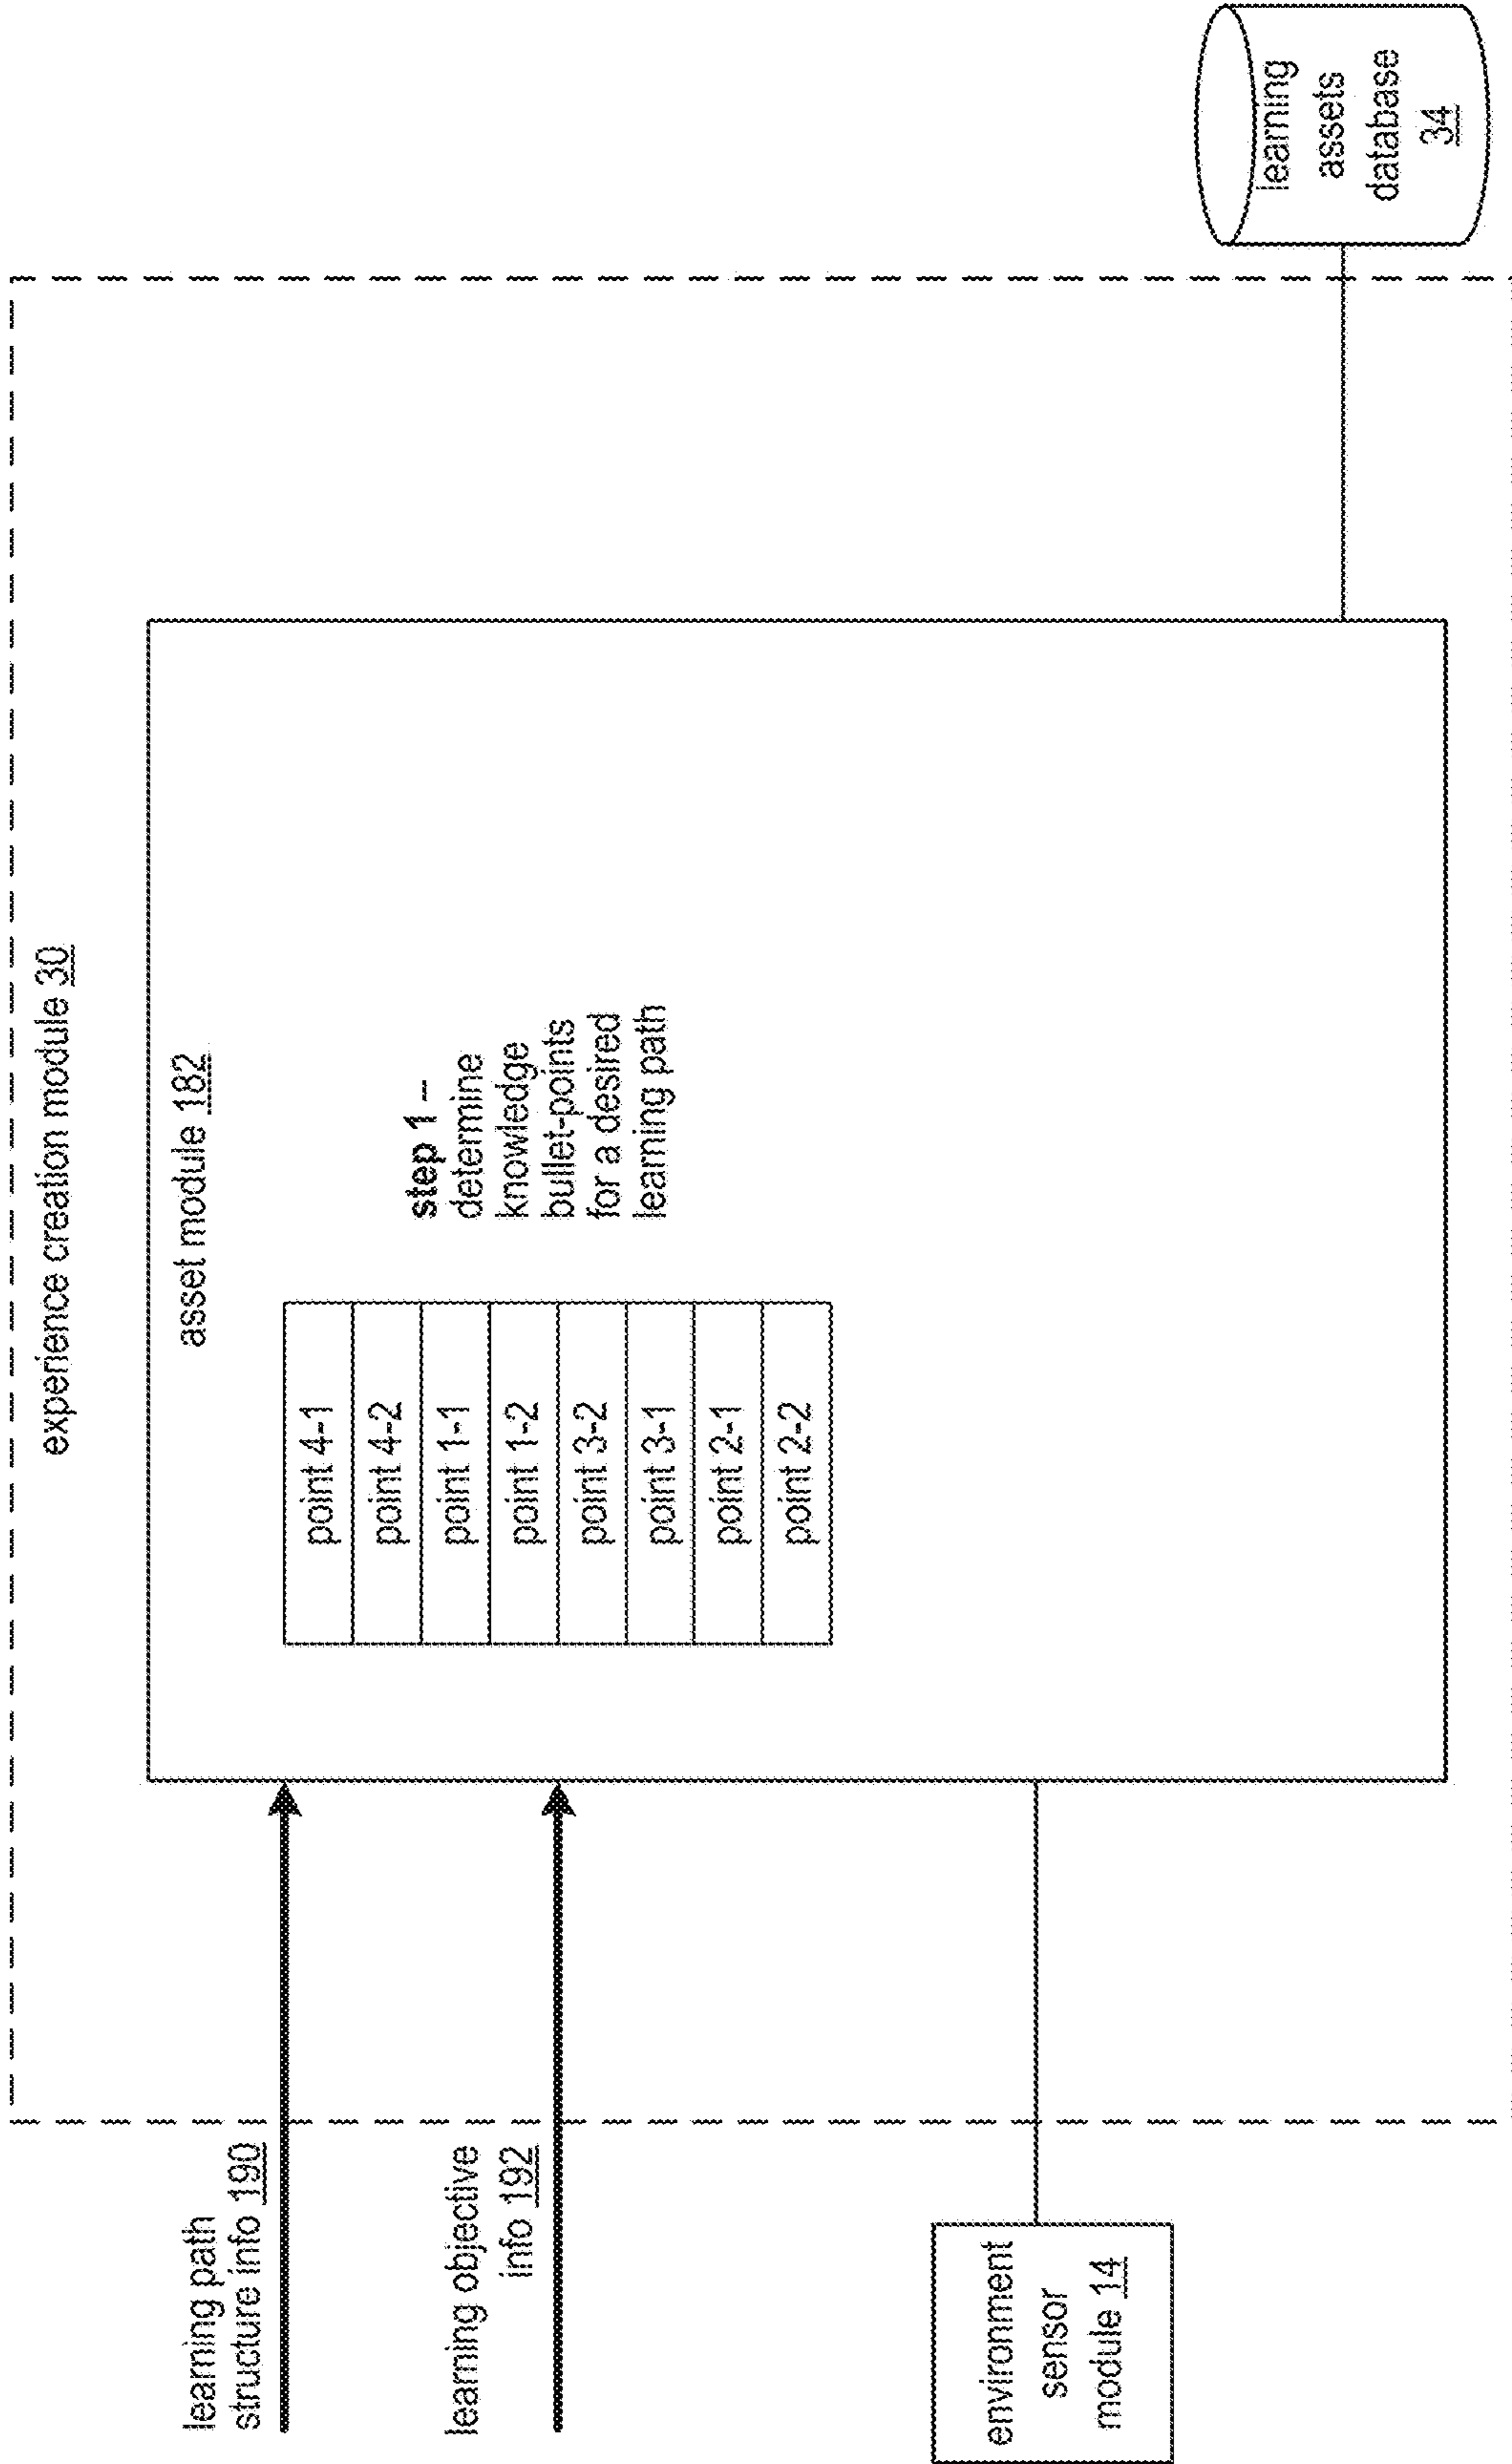 experience creation module 30
learning path
structure info 190
learning objective
info 192
environment
sensor
module 14
asset module 182
point 4-1
point 4-2
point 1-1
point 1-2
point 3-2
point 3-1
point 2-1
point 2-2
step 1 –
determine
knowledge
bullet-points
for a desired
learning path
learning
assets
database
34